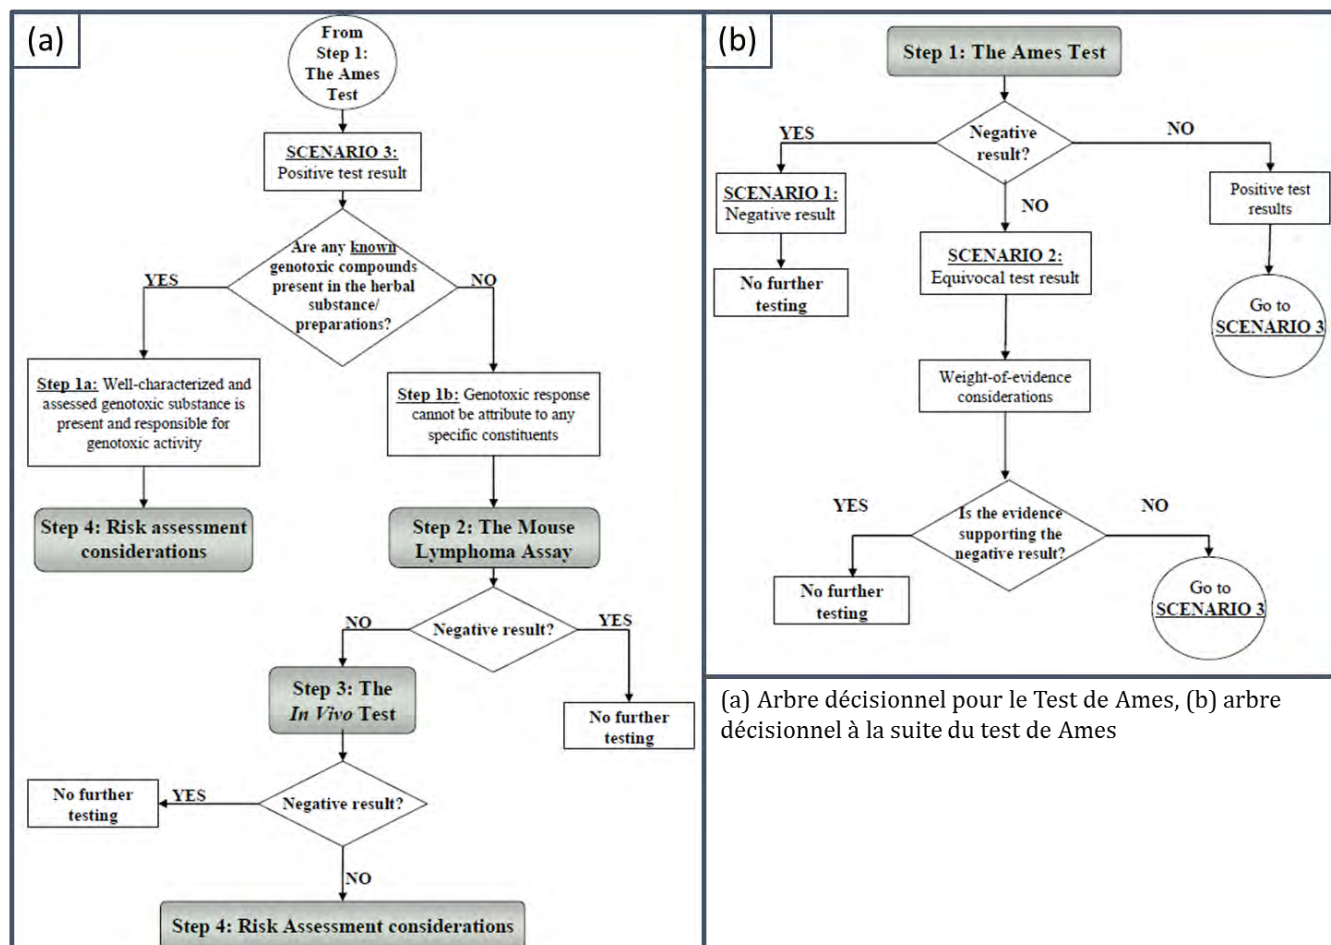 (a)
From
Step 1:
The Ames
Test
SCENARIO 3:
Positive test result
Are any known
genotoxic compounds
present in the herbal
substance/
preparations?
YES
NO
Step 1a: Well-characterized and
assessed genotoxic substance is
present and responsible for
genotoxic activity
Step 1b: Genotoxic response
cannot be attribute to any
specific constituents
Step 4: Risk assessment
considerations
Step 2: The Mouse
Lymphoma Assay
NO
Negative result?
YES
Step 3: The
In Vivo Test
No further
testing
No further
testing
YES
Negative result?
NO
Step 4: Risk Assessment considerations
(b)
Step 1: The Ames Test
YES
Negative
result?
NO
SCENARIO 1:
Negative result
NO
Positive test
results
No further
testing
SCENARIO 2:
Equivocal test result
Go to
SCENARIO 3
Weight-of-evidence
considerations
YES
Is the evidence
supporting the
negative result?
NO
No further
testing
Go to
SCENARIO 3
(a) Arbre décisionnel pour le Test de Ames, (b) arbre
décisionnel à la suite du test de Ames